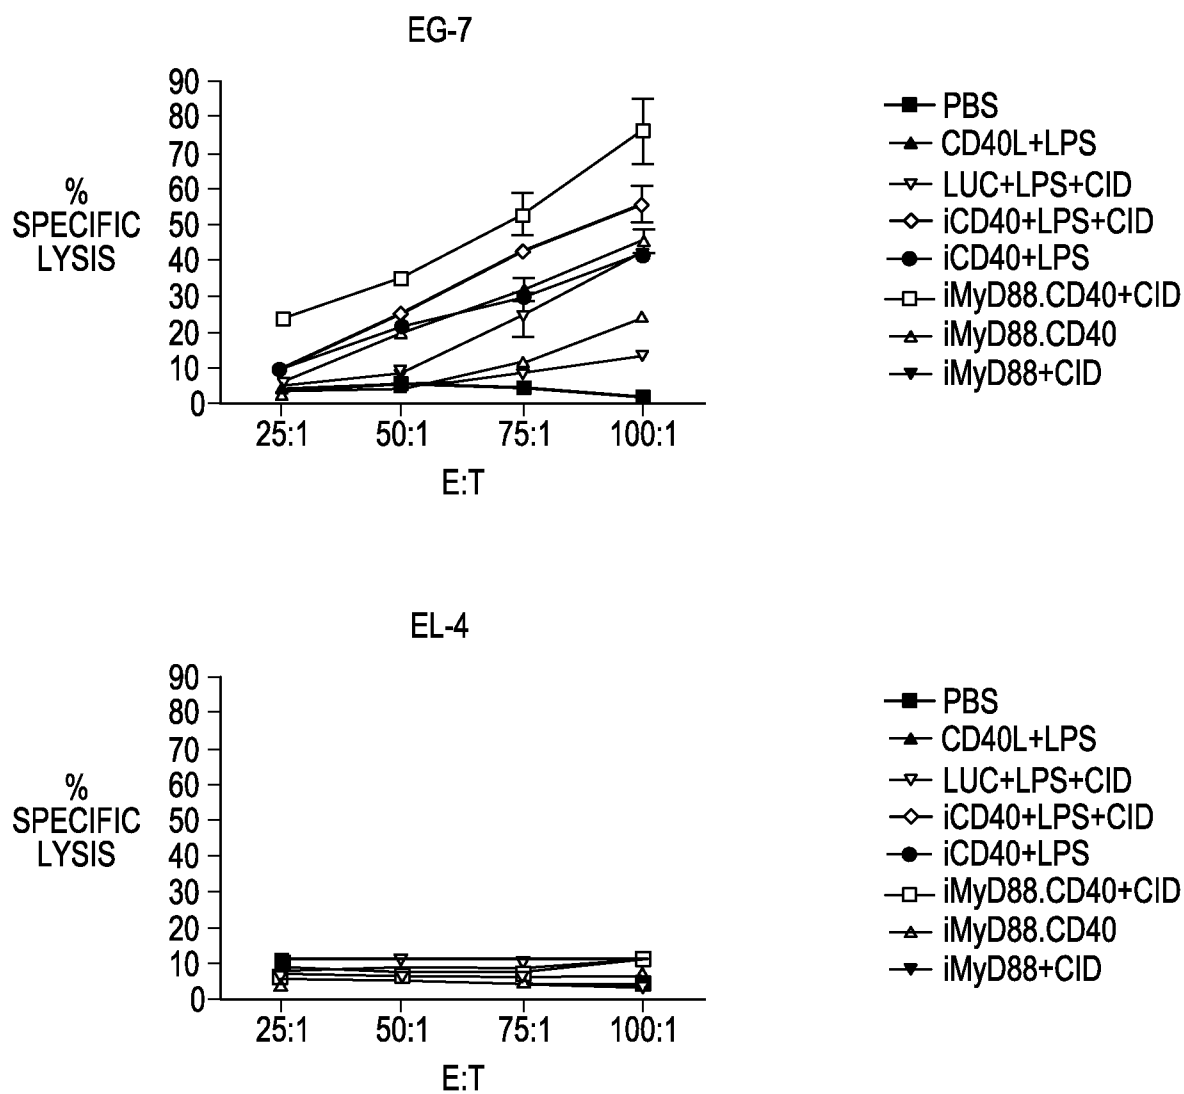 EG-7
90
80
70
60
50
40
30
20
10
0
%
SPECIFIC
LYSIS
25:1 50:1 75:1 100:1
E:T
PBS
CD40L+LPS
LUC+LPS+CID
iCD40+LPS+CID
iCD40+LPS
iMyD88.CD40+CID
iMyD88.CD40
iMyD88+CID
EL-4
90
80
70
60
50
40
30
20
10
0
%
SPECIFIC
LYSIS
25:1 50:1 75:1 100:1
E:T
PBS
CD40L+LPS
LUC+LPS+CID
iCD40+LPS+CID
iCD40+LPS
iMyD88.CD40+CID
iMyD88.CD40
iMyD88+CID